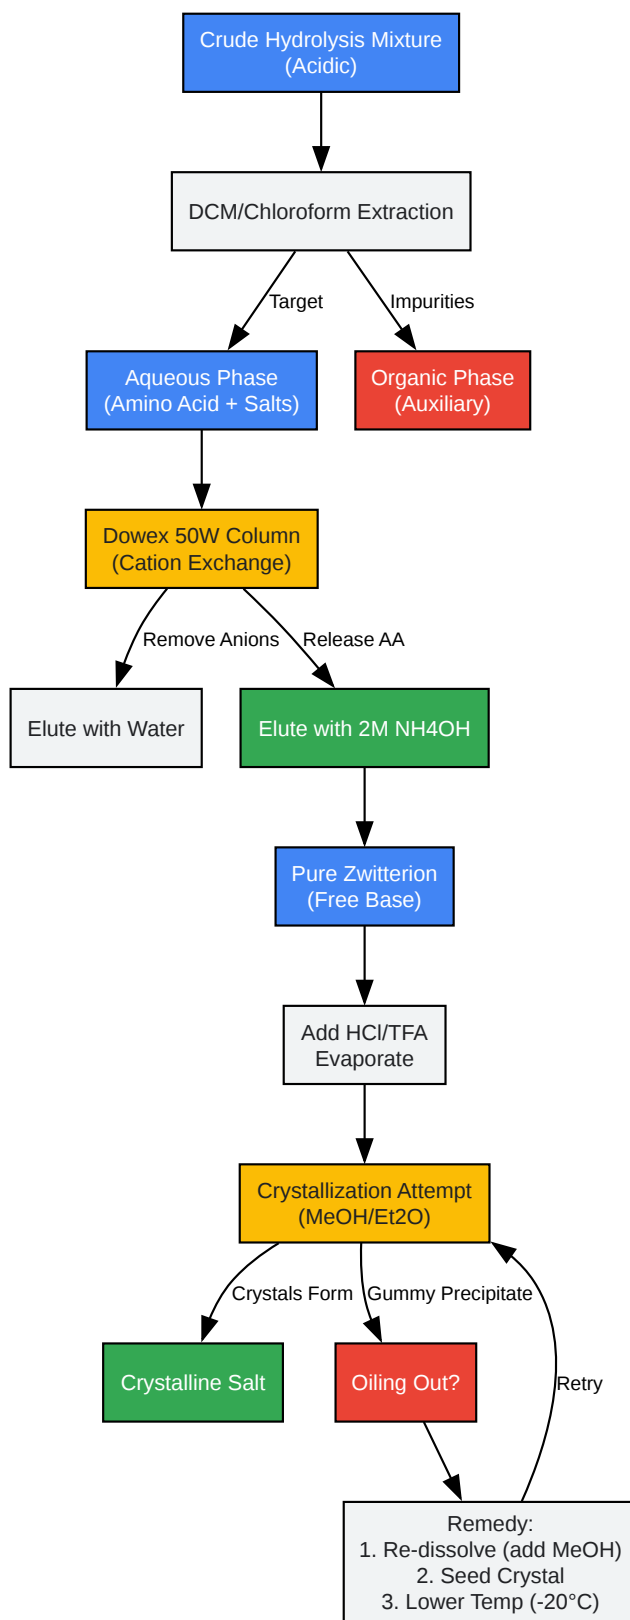 Crude Hydrolysis Mixture
(Acidic)
DCM/Chloroform Extraction
Target
Impurities
Aqueous Phase
(Amino Acid + Salts)
Organic Phase
(Auxiliary)
Dowex 50W Column
(Cation Exchange)
Remove Anions
Release AA
Elute with Water
Elute with 2M NH4OH
Pure Zwitterion
(Free Base)
Add HCl/TFA
Evaporate
Crystallization Attempt
(MeOH/Et2O)
Crystals Form
Gummy Precipitate
Crystalline Salt
Oiling Out?
Retry
Remedy:
1. Re-dissolve (add MeOH)
2. Seed Crystal
3. Lower Temp (-20°C)